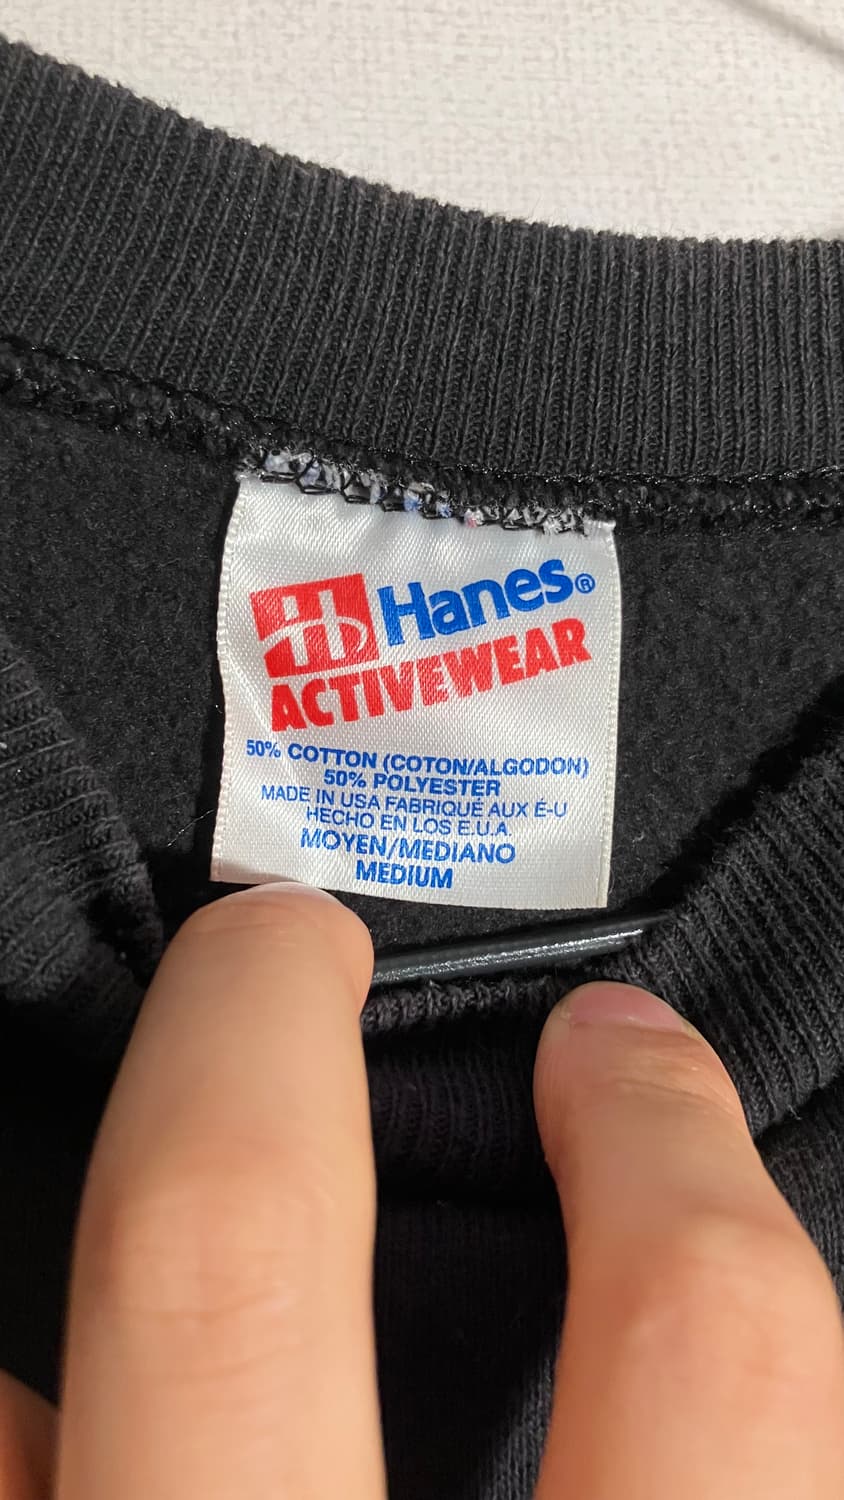 H Hanes®
ACTIVEWEAR
50% COTTON (COTON/ALGODON)
50% POLYESTER
MADE IN USA FABRIQUÉ AUX É-U
HECHO EN LOS E.U.A.
MOYEN/MEDIANO
MEDIUM